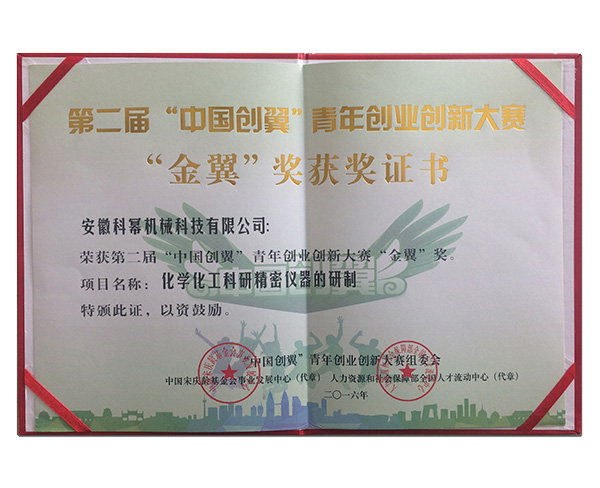 第二届“中国创翼”青年创业创新大赛
“金翼”奖获奖证书
安徽科幂机械科技有限公司:
荣获第二届“中国创翼”青年创业创新大赛“金翼”奖。
项目名称：化学化工科研精密仪器的研制
特颁此证，以资鼓励。
中国创翼
“中国创翼”青年创业创新大赛组委会
中国宋庆龄基金会事业发展中心（代章） 人力资源和社会保障部全国人才流动中心（代章）
二〇一六年